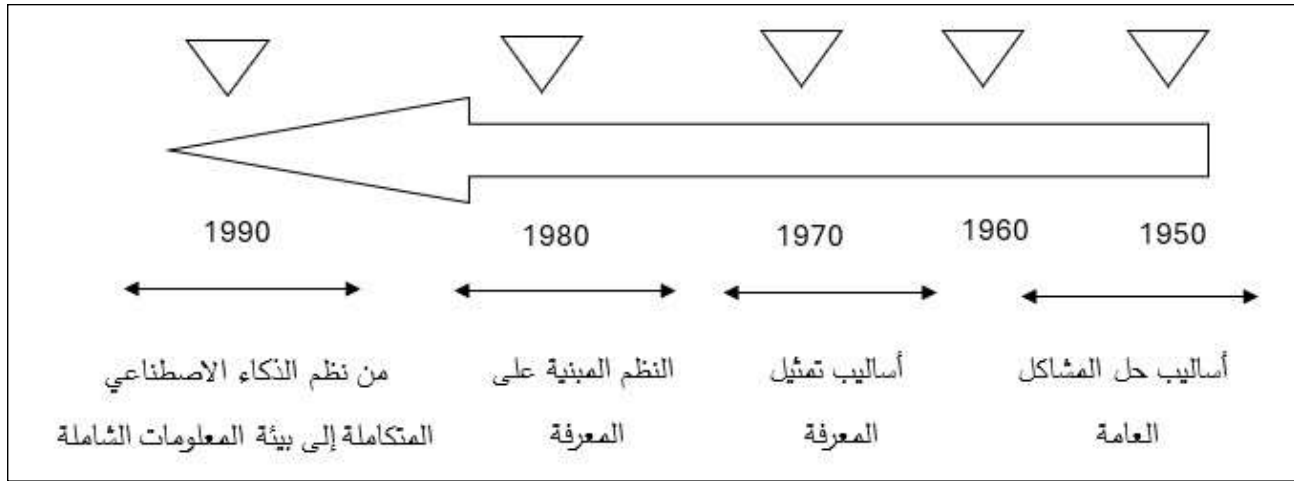 1950 1960 1970 1980 1990
أساليب حل المشاكل
العامة
أساليب تمثيل
المعرفة
النظم المبنية على
المعرفة
من نظم الذكاء الاصطناعي
المتكاملة إلى بيئة المعلومات الشاملة